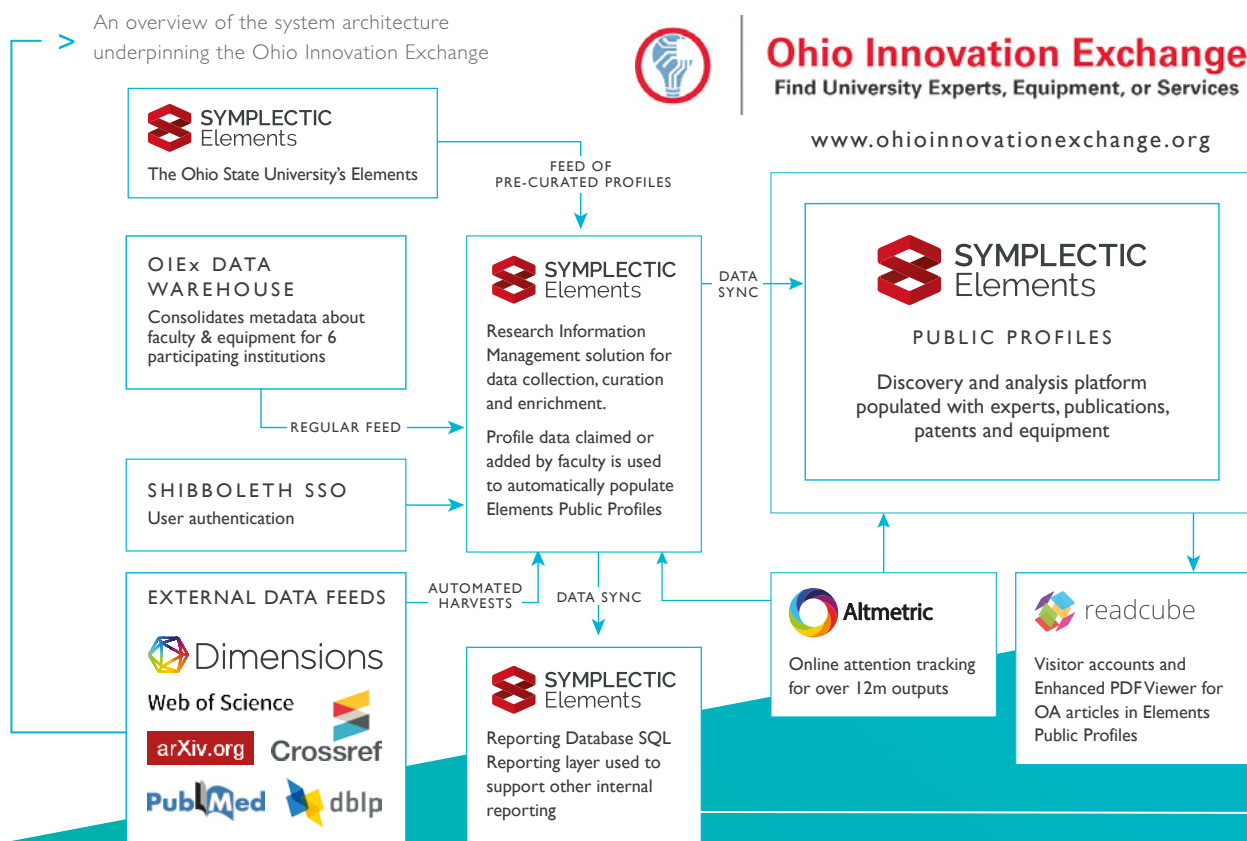 An overview of the system architecture
underpinning the Ohio Innovation Exchange
>
Ohio Innovation Exchange
Find University Experts, Equipment, or Services
www.ohioinnovationexchange.org
SYMPLECTIC
Elements
The Ohio State University's Elements
FEED OF
PRE-CURATED PROFILES
OIEx DATA
WAREHOUSE
Consolidates metadata about
faculty & equipment for 6
participating institutions
REGULAR FEED
SHIBBOLETH SSO
User authentication
EXTERNAL DATA FEEDS
Dimensions
Web of Science
arXiv.org
Crossref
PubMed
dblp
AUTOMATED
HARVESTS
SYMPLECTIC
Elements
Research Information
Management solution for
data collection, curation
and enrichment.
Profile data claimed or
added by faculty is used
to automatically populate
Elements Public Profiles
DATA SYNC
SYMPLECTIC
Elements
Reporting Database SQL
Reporting layer used to
support other internal
reporting
DATA
SYNC
SYMPLECTIC
Elements
PUBLIC PROFILES
Discovery and analysis platform
populated with experts, publications,
patents and equipment
Altmetric
Online attention tracking
for over 12m outputs
readcube
Visitor accounts and
Enhanced PDF Viewer for
OA articles in Elements
Public Profiles